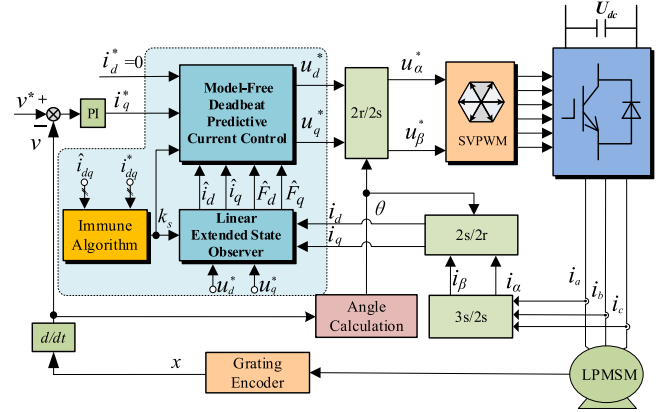 U_dc
i_d^* =0
v* +
−
v
PI
i_q^*
Model-Free
Deadbeat
Predictive
Current Control
u_d^*
u_q^*
2r/2s
u_α^*
u_β^*
SVPWM
î_dq
i_dq^*
Immune
Algorithm
k_s
î_d
î_q
F̂_d
F̂_q
Linear
Extended State
Observer
u_d^*
u_q^*
i_d
i_q
θ
2s/2r
i_β
i_α
3s/2s
i_a
i_b
i_c
Angle
Calculation
d/dt
x
Grating
Encoder
LPMSM